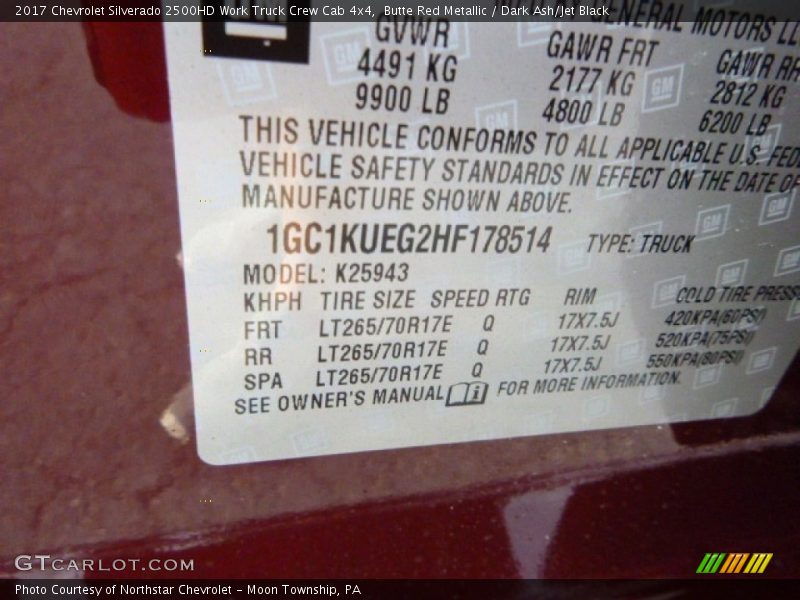 2017 Chevrolet Silverado 2500HD Work Truck Crew Cab 4x4, Butte Red Metallic / Dark Ash/Jet Black
GENERAL MOTORS LL
GVWR GAWR FRT GAWR RR
4491 KG 2177 KG 2812 KG
9900 LB 4800 LB 6200 LB
THIS VEHICLE CONFORMS TO ALL APPLICABLE U.S. FED
VEHICLE SAFETY STANDARDS IN EFFECT ON THE DATE OF
MANUFACTURE SHOWN ABOVE.
1GC1KUEG2HF178514 TYPE: TRUCK
MODEL: K25943
KHPH TIRE SIZE SPEED RTG RIM COLD TIRE PRESS
FRT LT265/70R17E Q 17X7.5J 420KPA(60PSI)
RR LT265/70R17E Q 17X7.5J 520KPA(75PSI)
SPA LT265/70R17E Q 17X7.5J 550KPA(80PSI)
SEE OWNER'S MANUAL FOR MORE INFORMATION.
GTCARLOT.COM
Photo Courtesy of Northstar Chevrolet - Moon Township, PA